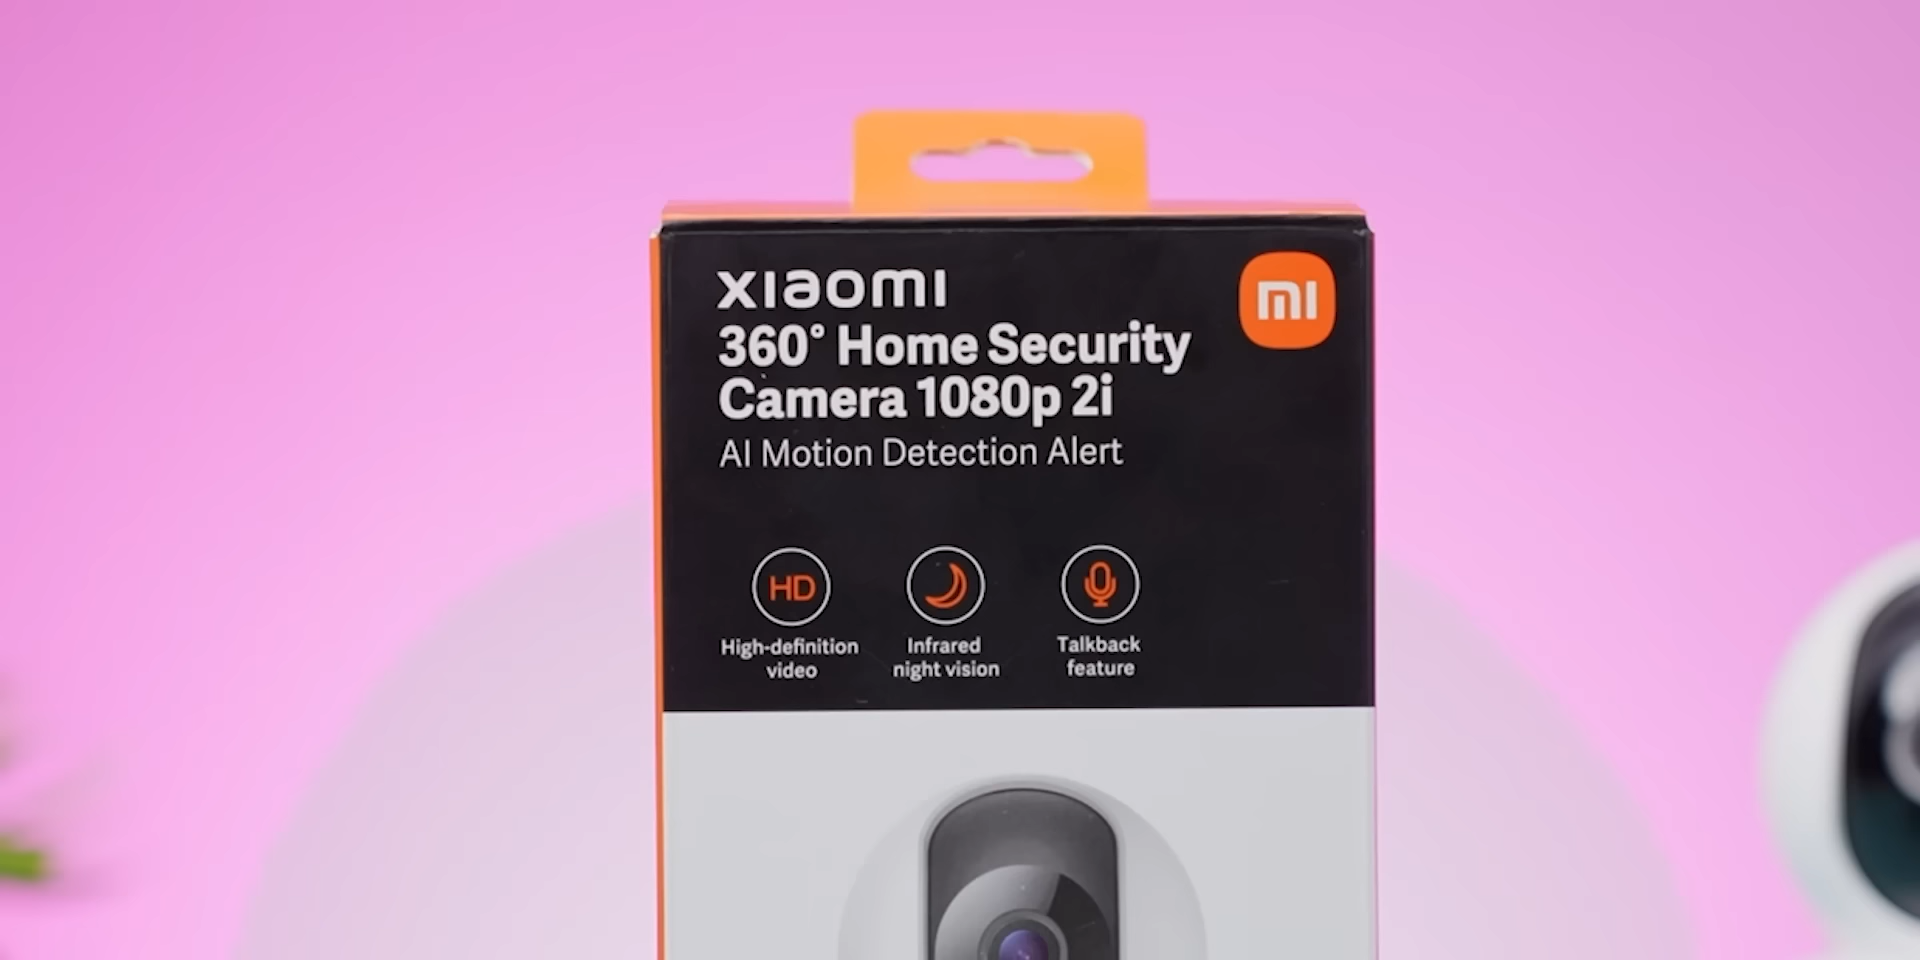 xiaomi
mi
360° Home Security
Camera 1080p 2i
AI Motion Detection Alert
HD
High-definition
video
Infrared
night vision
Talkback
feature